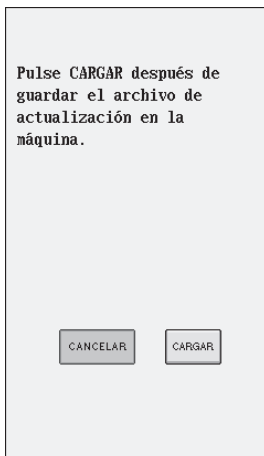 Pulse CARGAR después de
guardar el archivo de
actualización en la
máquina.
CANCELAR
CARGAR